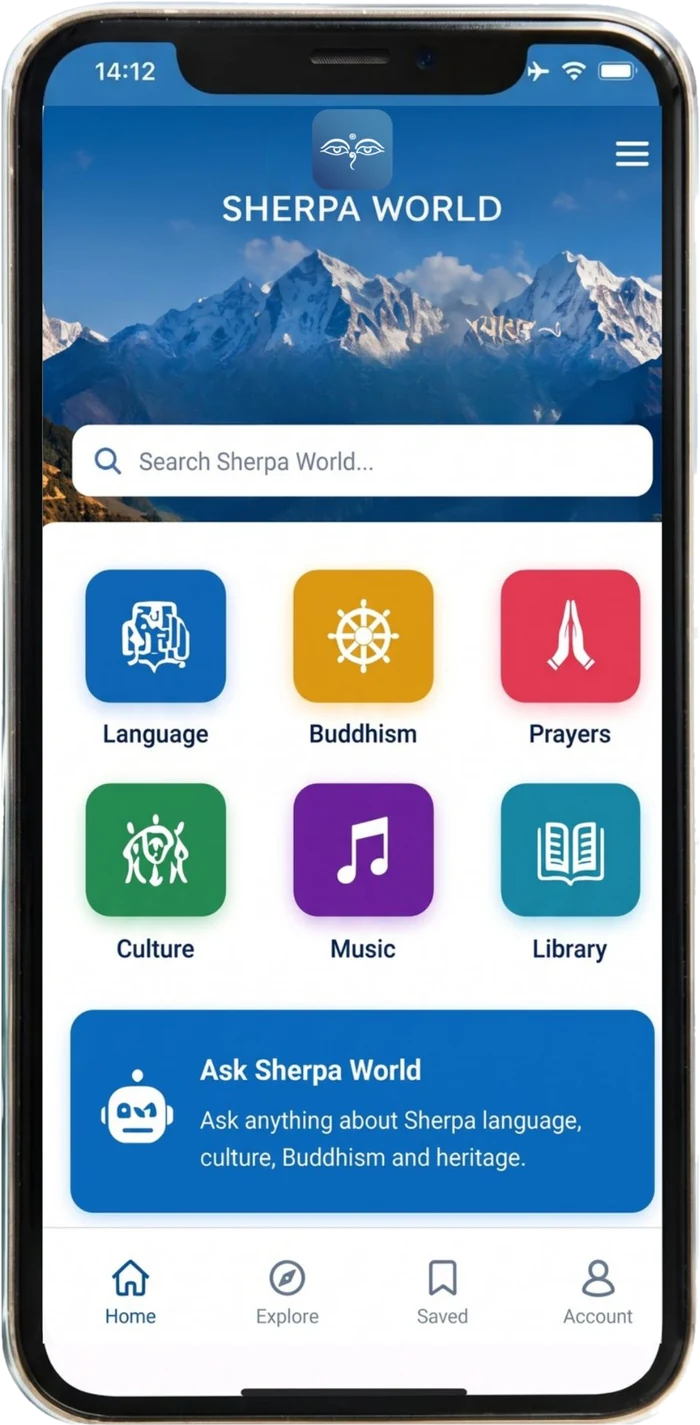 14:12
SHERPA WORLD
Search Sherpa World...
Language
Buddhism
Prayers
Culture
Music
Library
Ask Sherpa World
Ask anything about Sherpa language,
culture, Buddhism and heritage.
Home
Explore
Saved
Account